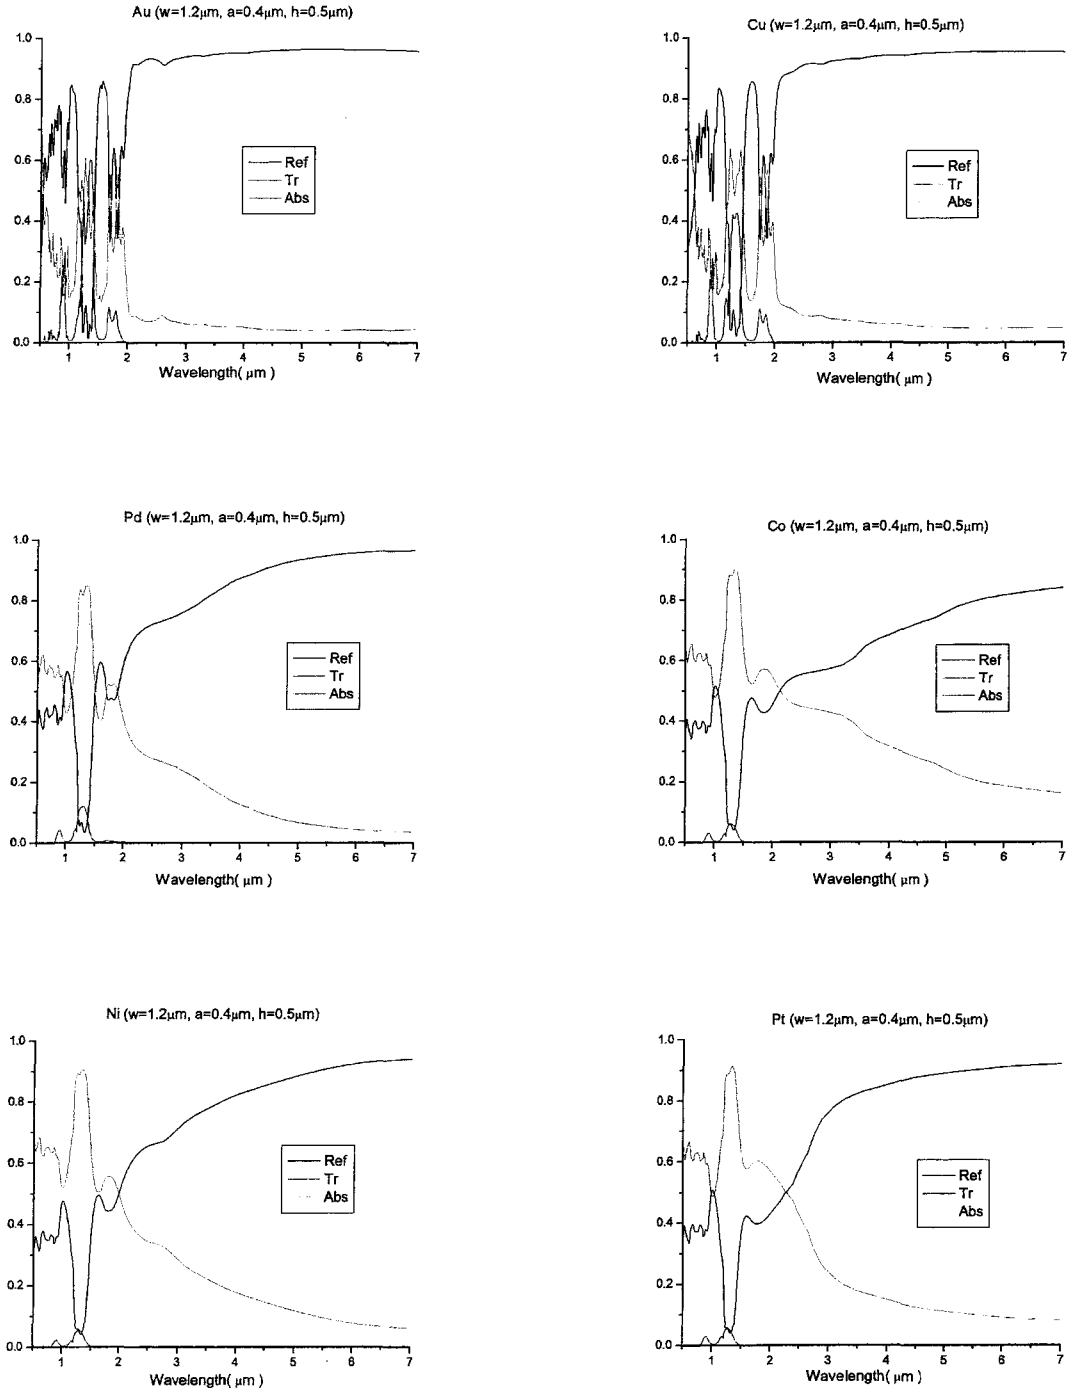 Au (w=1.2μm, a=0.4μm, h=0.5μm)
1.0
0.8
0.6
0.4
0.2
0.0
Ref
Tr
Abs
1 2 3 4 5 6 7
Wavelength( μm )
Cu (w=1.2μm, a=0.4μm, h=0.5μm)
1.0
0.8
0.6
0.4
0.2
0.0
Ref
Tr
Abs
1 2 3 4 5 6 7
Wavelength( μm )
Pd (w=1.2μm, a=0.4μm, h=0.5μm)
1.0
0.8
0.6
0.4
0.2
0.0
Ref
Tr
Abs
1 2 3 4 5 6 7
Wavelength( μm )
Co (w=1.2μm, a=0.4μm, h=0.5μm)
1.0
0.8
0.6
0.4
0.2
0.0
Ref
Tr
Abs
1 2 3 4 5 6 7
Wavelength( μm )
Ni (w=1.2μm, a=0.4μm, h=0.5μm)
1.0
0.8
0.6
0.4
0.2
0.0
Ref
Tr
Abs
1 2 3 4 5 6 7
Wavelength( μm )
Pt (w=1.2μm, a=0.4μm, h=0.5μm)
1.0
0.8
0.6
0.4
0.2
0.0
Ref
Tr
Abs
1 2 3 4 5 6 7
Wavelength( μm )